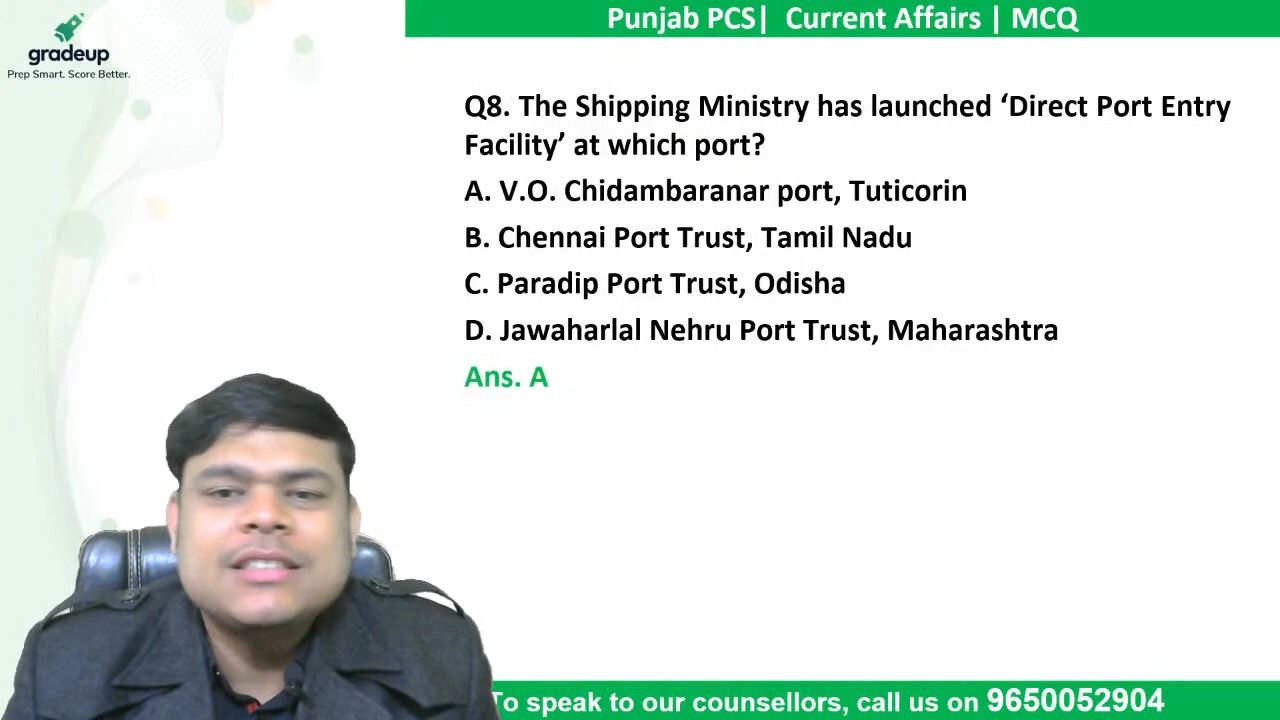 gradeup
Prep Smart. Score Better.
Punjab PCS| Current Affairs | MCQ
Q8. The Shipping Ministry has launched ‘Direct Port Entry
Facility’ at which port?
A. V.O. Chidambaranar port, Tuticorin
B. Chennai Port Trust, Tamil Nadu
C. Paradip Port Trust, Odisha
D. Jawaharlal Nehru Port Trust, Maharashtra
Ans. A
To speak to our counsellors, call us on 9650052904